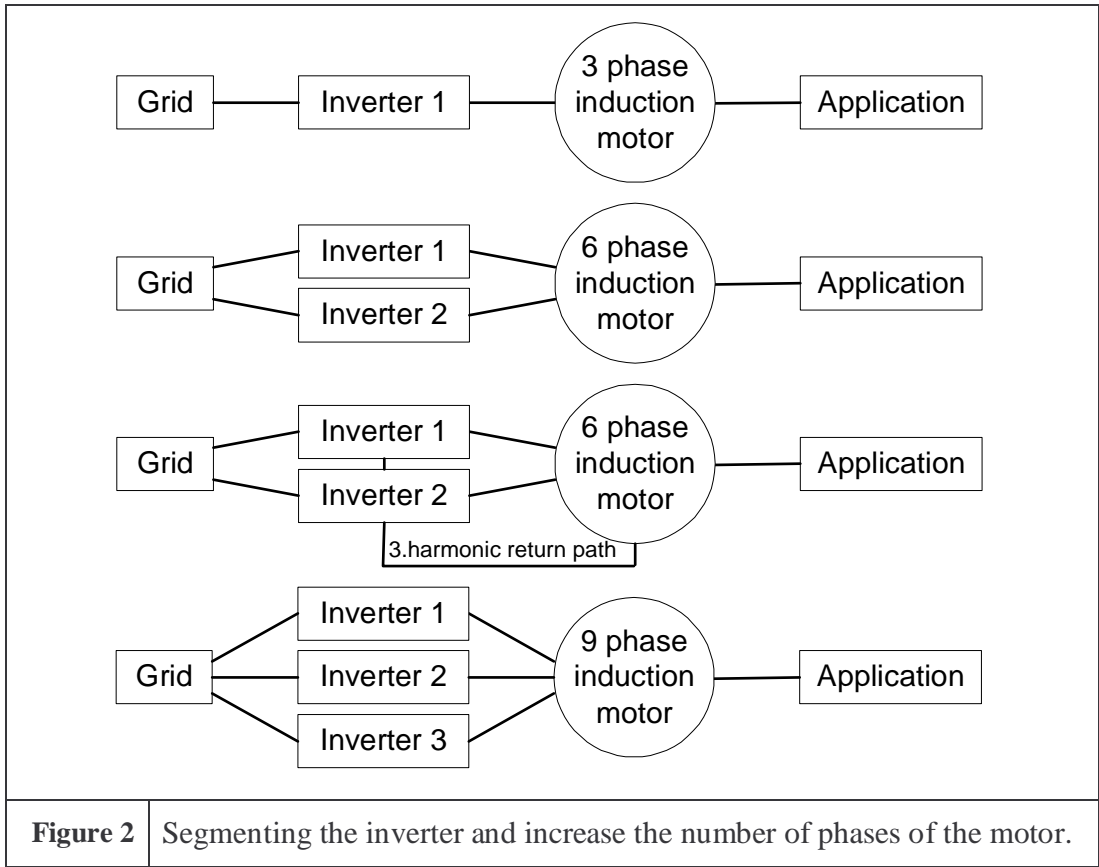 Grid
Inverter 1
3 phase
induction
motor
Application
Grid
Inverter 1
Inverter 2
6 phase
induction
motor
Application
Grid
Inverter 1
Inverter 2
6 phase
induction
motor
Application
3.harmonic return path
Grid
Inverter 1
Inverter 2
Inverter 3
9 phase
induction
motor
Application
Figure 2 Segmenting the inverter and increase the number of phases of the motor.